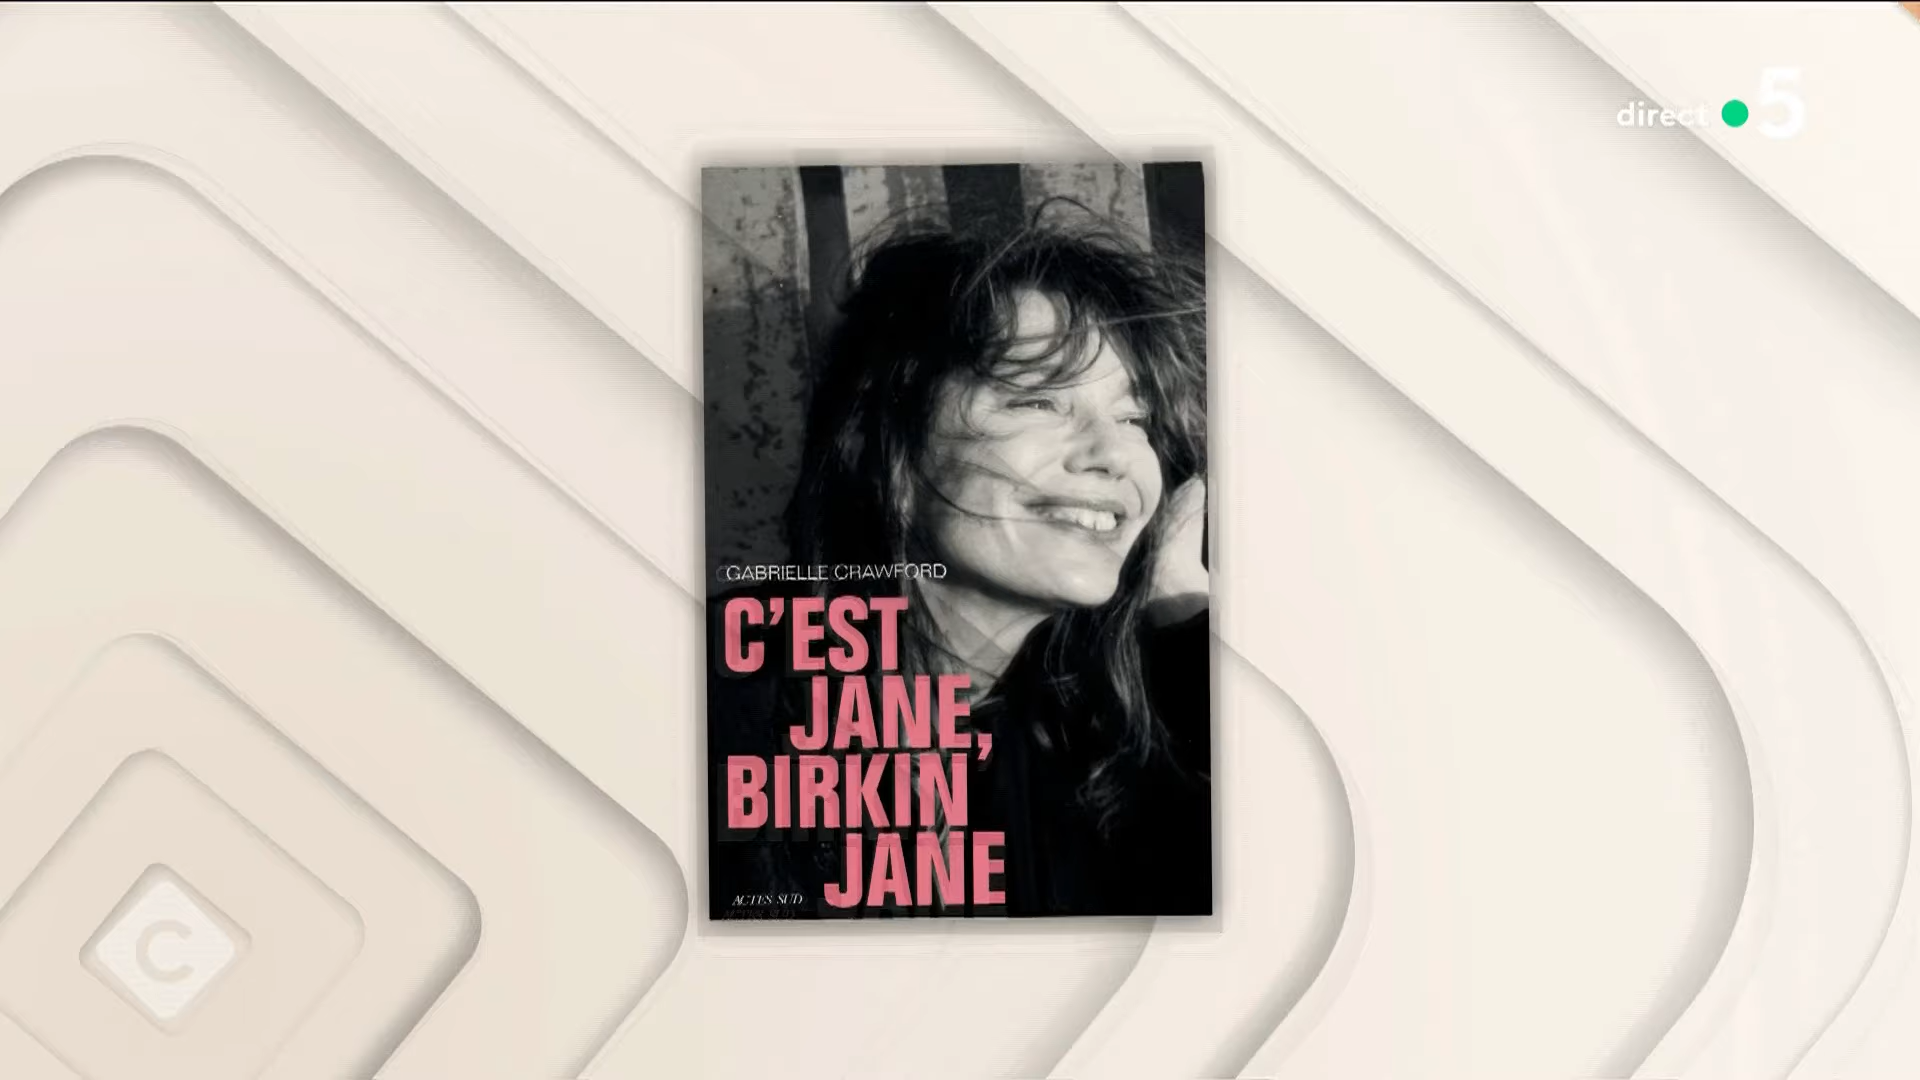 direct 5
GABRIELLE CRAWFORD
C'EST
JANE,
BIRKIN
JANE
ACTES SUD
C